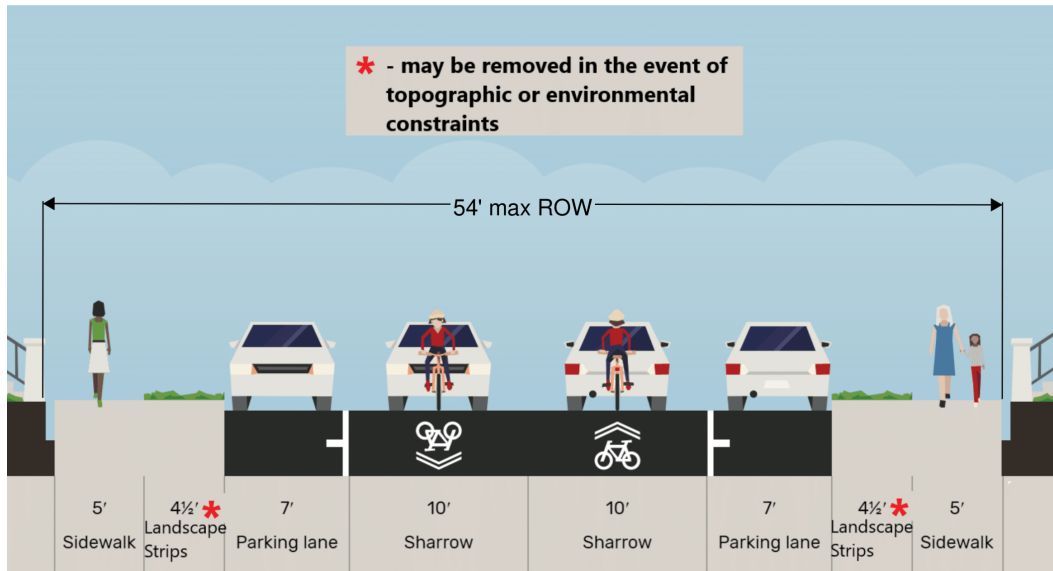 * - may be removed in the event of
topographic or environmental
constraints
54' max ROW
5' 4½' * 7' 10' 10' 7' 4½' * 5'
Sidewalk Landscape Strips Parking lane Sharrow Sharrow Parking lane Landscape Strips Sidewalk